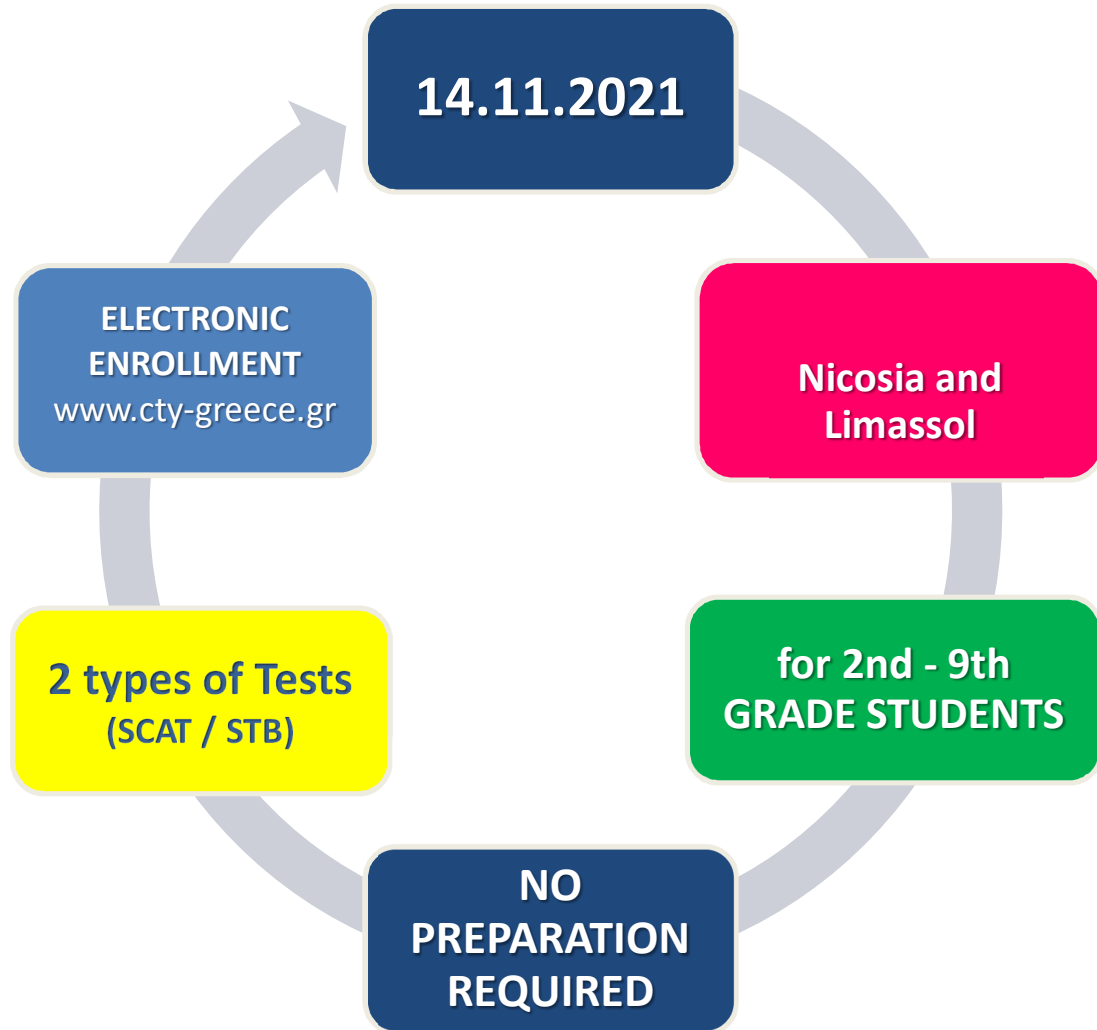 14.11.2021
Nicosia and
Limassol
for 2nd - 9th
GRADE STUDENTS
NO
PREPARATION
REQUIRED
2 types of Tests
(SCAT / STB)
ELECTRONIC
ENROLLMENT
www.cty-greece.gr